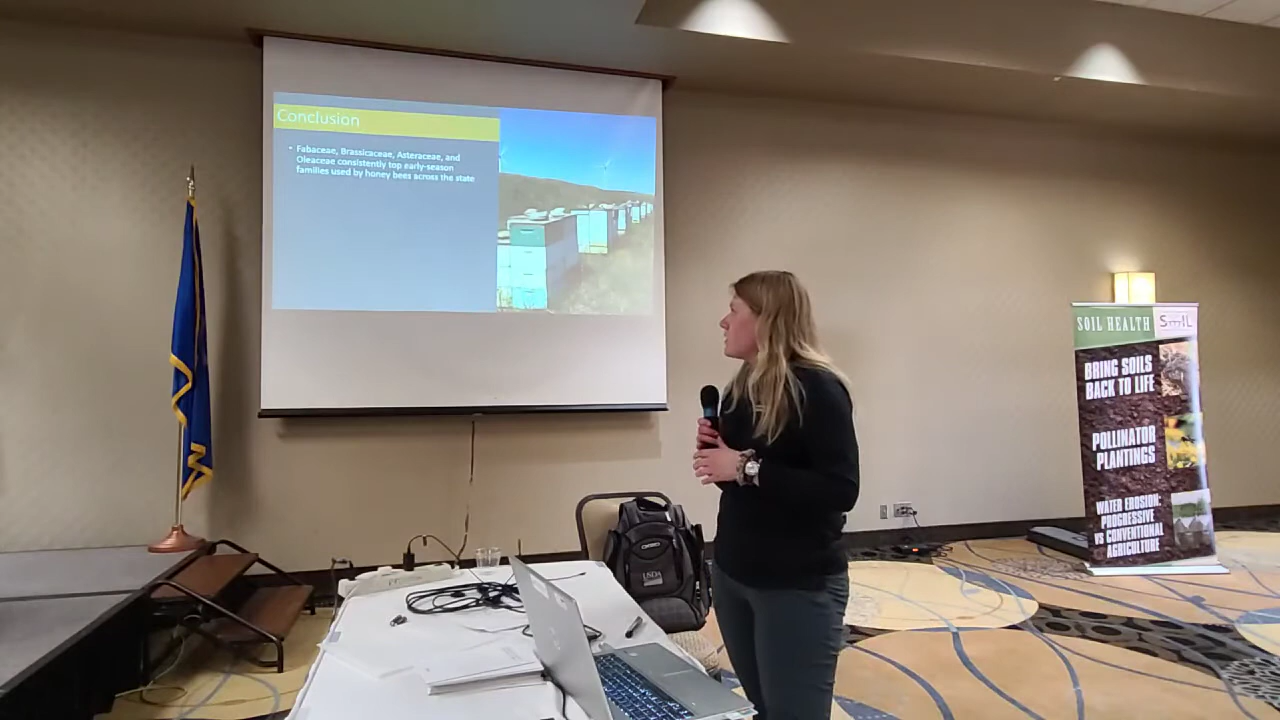 Conclusion
• Fabaceae, Brassicaceae, Asteraceae, and
Oleaceae consistently top early-season
families used by honey bees across the state
SOIL HEALTH
BRING SOILS
BACK TO LIFE
POLLINATOR
PLANTINGS
WATER EROSION:
PROGRESSIVE
VS CONVENTIONAL
AGRICULTURE
USDA